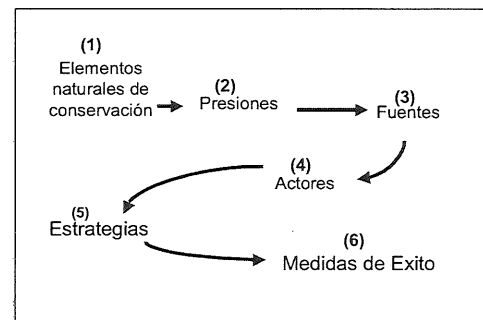 (1)
Elementos
naturales de
conservación
(2)
Presiones
(3)
Fuentes
(4)
Actores
(5)
Estrategias
(6)
Medidas de Exito